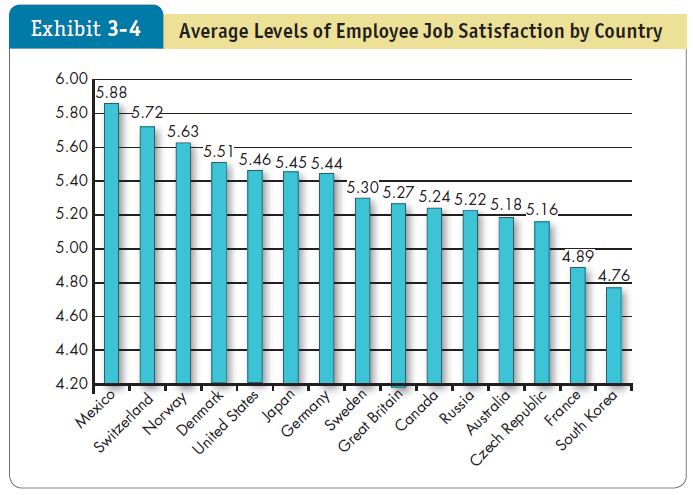 Exhibit 3-4
Average Levels of Employee Job Satisfaction by Country
6.00
5.80
5.60
5.40
5.20
5.00
4.80
4.60
4.40
4.20
5.88
5.72
5.63
5.51
5.46
5.45
5.44
5.30
5.27
5.24
5.22
5.18
5.16
4.89
4.76
Mexico
Switzerland
Norway
Denmark
United States
Japan
Germany
Sweden
Great Britain
Canada
Russia
Australia
Czech Republic
France
South Korea